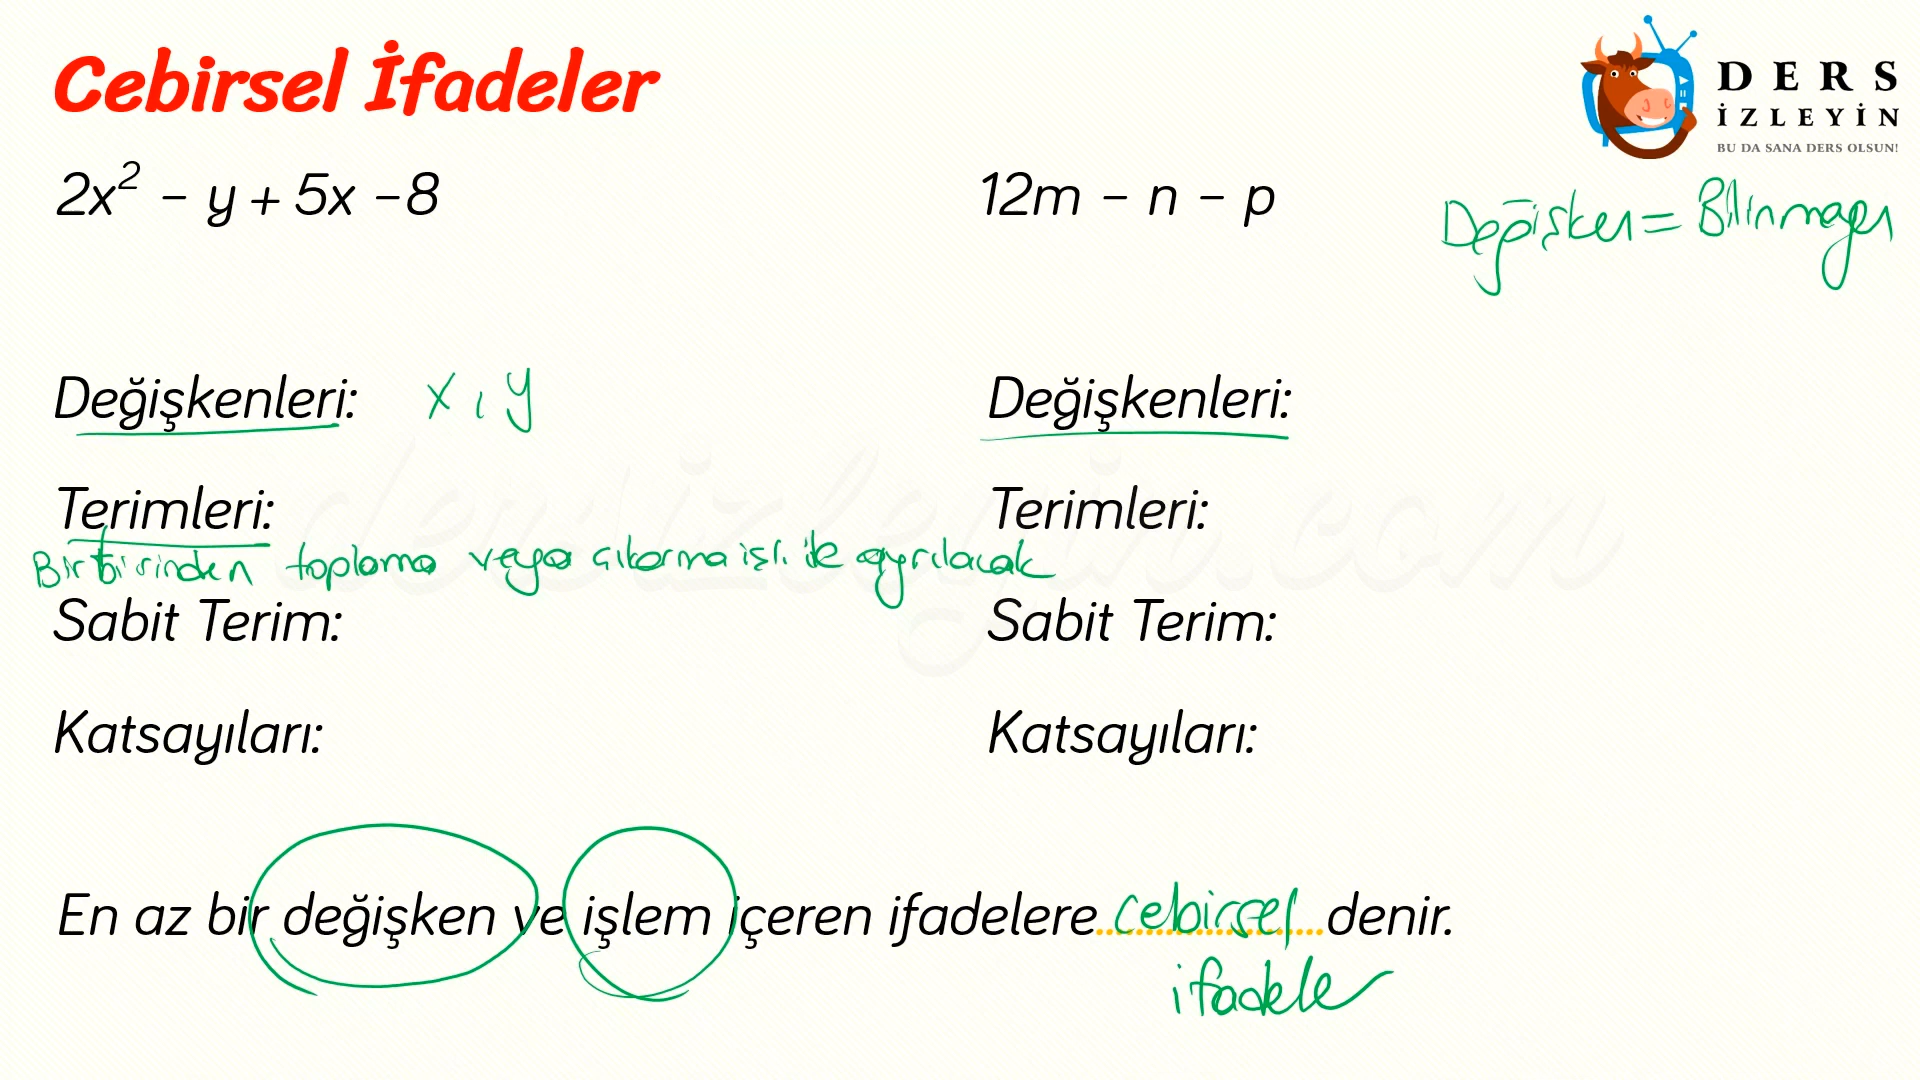 Cebirsel İfadeler
DERS
İZLEYİN
BU DA SANA DERS OLSUN!
2x² - y + 5x - 8
12m - n - p
Değişken = Bilinmeyen
Değişkenleri: x, y
Değişkenleri:
Terimleri:
Terimleri:
Birbirinden toplama veya çıkarma işl. ile ayrılacak
Sabit Terim:
Sabit Terim:
dersizleyin.com
Katsayıları:
Katsayıları:
En az bir değişken ve işlem içeren ifadelere cebirsel denir.
ifadele